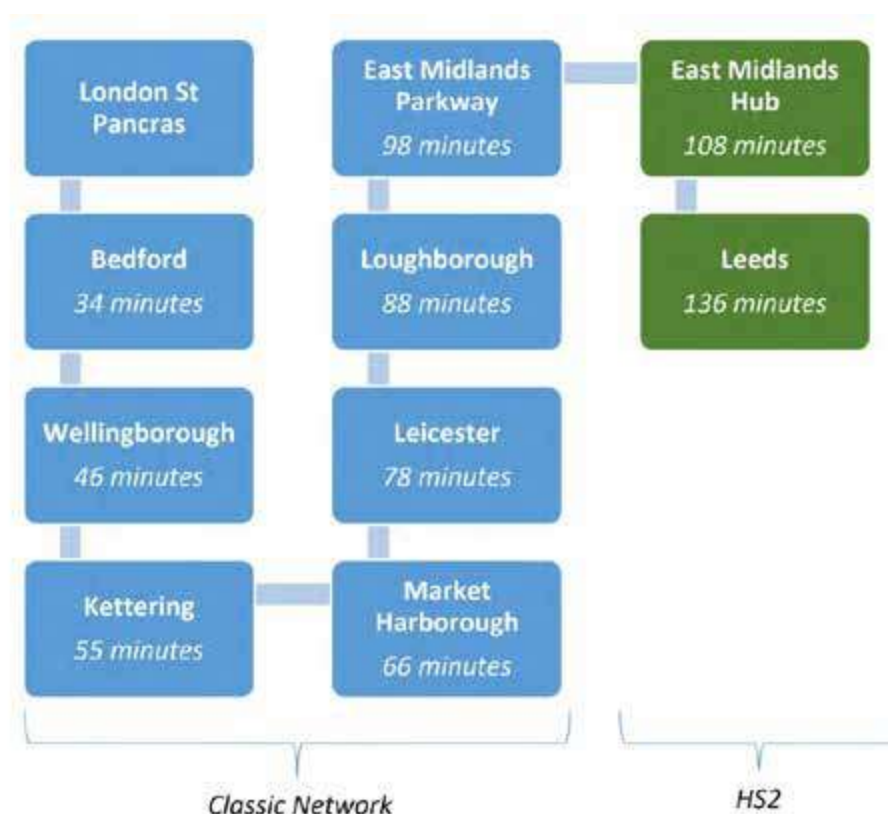 London St
Pancras
Bedford
34 minutes
Wellingborough
46 minutes
Kettering
55 minutes
Market
Harborough
66 minutes
Leicester
78 minutes
Loughborough
88 minutes
East Midlands
Parkway
98 minutes
East Midlands
Hub
108 minutes
Leeds
136 minutes
Classic Network
HS2